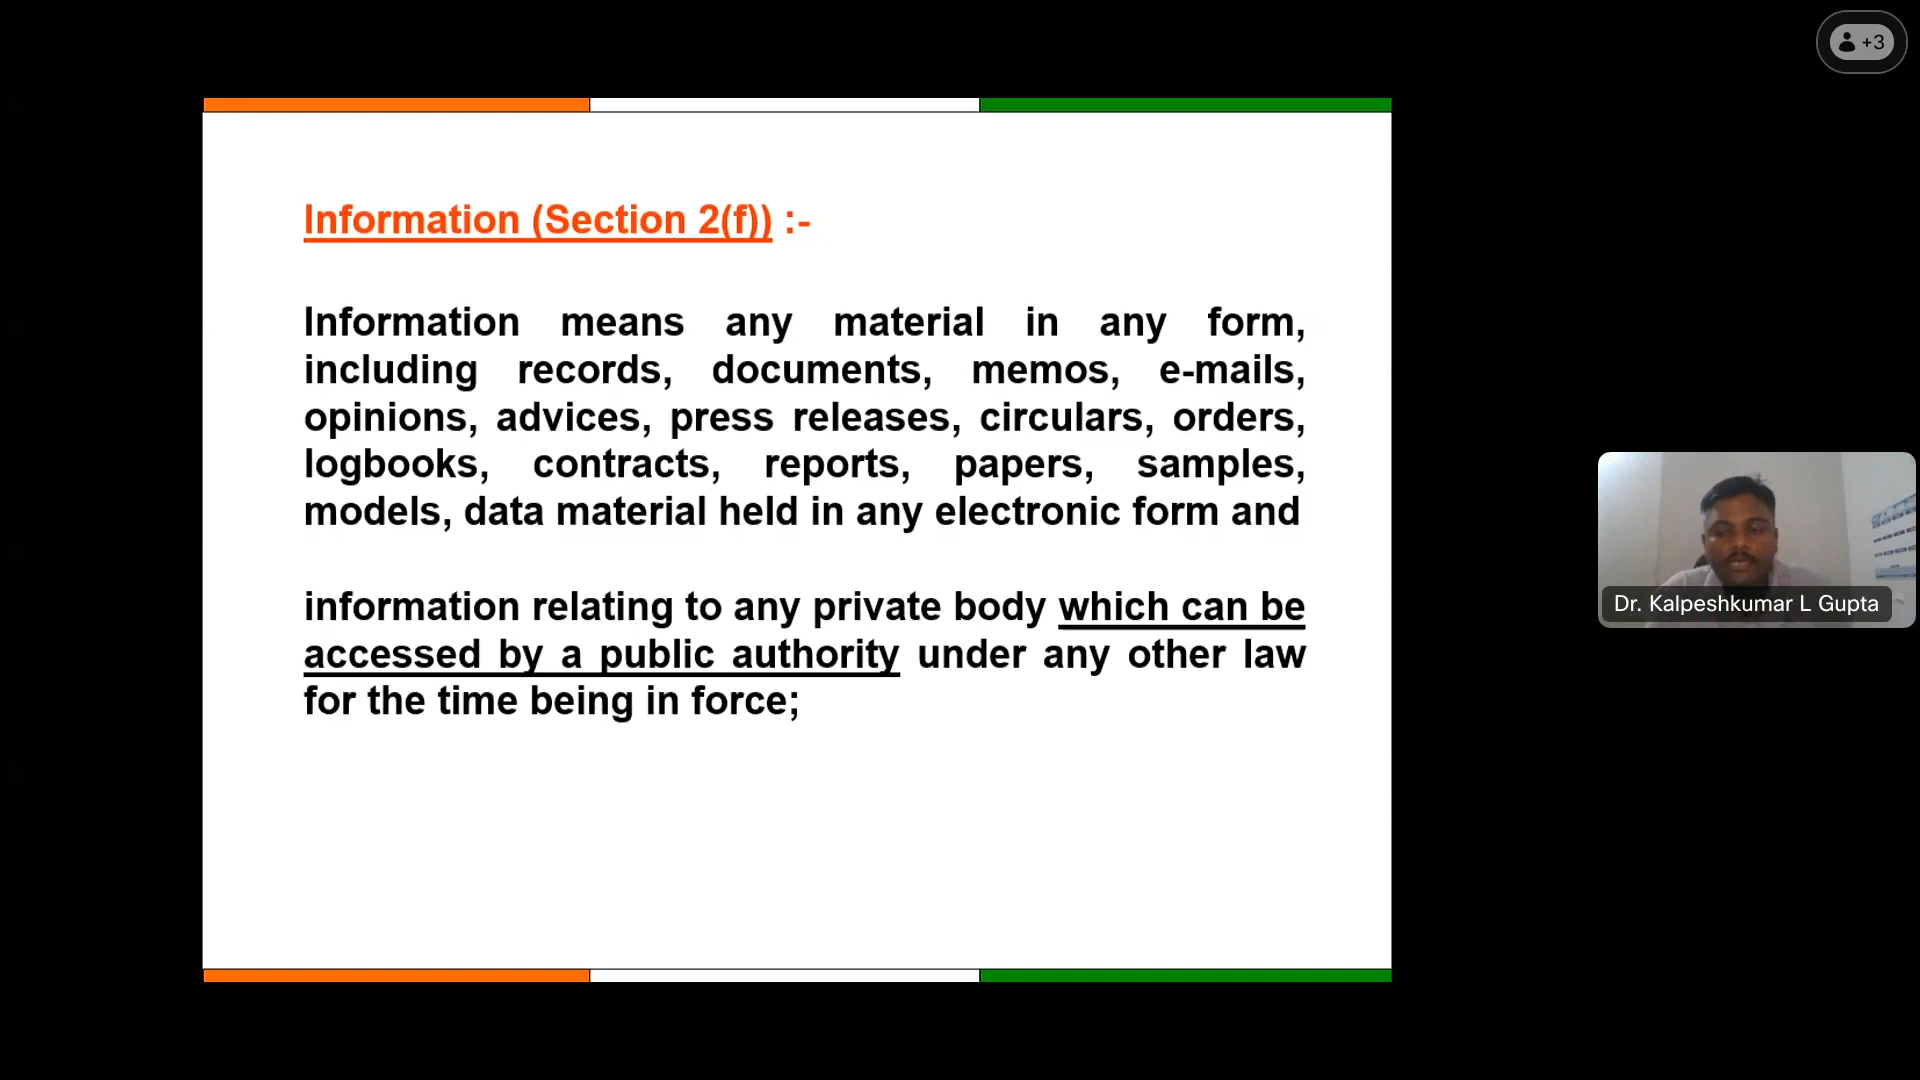 +3
Information (Section 2(f)) :-
Information means any material in any form,
including records, documents, memos, e-mails,
opinions, advices, press releases, circulars, orders,
logbooks, contracts, reports, papers, samples,
models, data material held in any electronic form and
information relating to any private body which can be
accessed by a public authority under any other law
for the time being in force;
Dr. Kalpeshkumar L Gupta